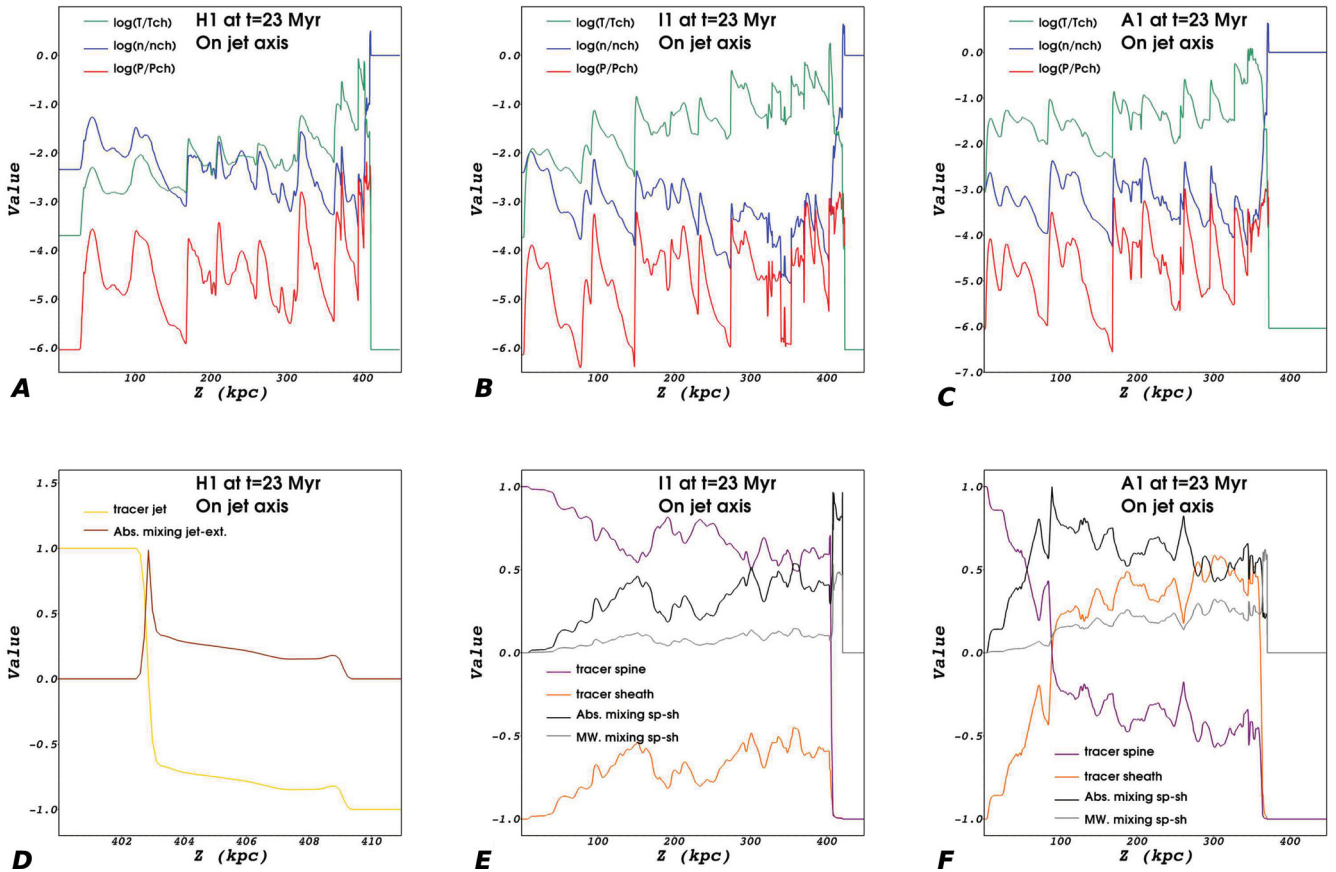 H1 at t=23 Myr
On jet axis
log(T/Tch)
log(n/nch)
log(P/Pch)
0.0
-1.0
-2.0
-3.0
-4.0
-5.0
-6.0
Value
100
200
300
400
Z (kpc)
A
I1 at t=23 Myr
On jet axis
log(T/Tch)
log(n/nch)
log(P/Pch)
0.0
-1.0
-2.0
-3.0
-4.0
-5.0
-6.0
Value
100
200
300
400
Z (kpc)
B
A1 at t=23 Myr
On jet axis
log(T/Tch)
log(n/nch)
log(P/Pch)
0.0
-1.0
-2.0
-3.0
-4.0
-5.0
-6.0
-7.0
Value
100
200
300
400
Z (kpc)
C
H1 at t=23 Myr
On jet axis
tracer jet
Abs. mixing jet-ext.
1.5
1.0
0.5
0.0
-0.5
-1.0
Value
402
404
406
408
410
Z (kpc)
D
I1 at t=23 Myr
On jet axis
1.0
0.5
0.0
-0.5
-1.0
Value
tracer spine
tracer sheath
Abs. mixing sp-sh
MW. mixing sp-sh
100
200
300
400
Z (kpc)
E
A1 at t=23 Myr
On jet axis
1.0
0.5
0.0
-0.5
-1.0
Value
tracer spine
tracer sheath
Abs. mixing sp-sh
MW. mixing sp-sh
100
200
300
400
Z (kpc)
F